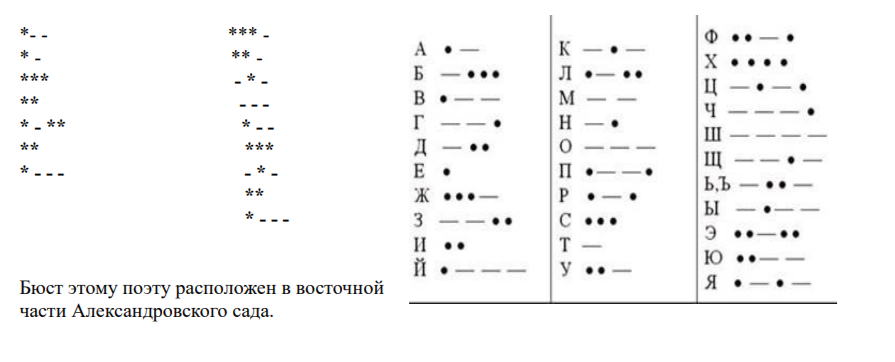 *- -
* -
***
**
* - **
**
* - - -
*** -
** -
- * -
- - -
* - -
***
- * -
**
* - - -
Бюст этому поэту расположен в восточной
части Александровского сада.
А ● —
Б — ● ● ●
В ● — —
Г — — ●
Д — ● ●
Е ●
Ж ● ● ● —
З — — ● ●
И ● ●
Й ● — — —
К — ● —
Л ● — ● ●
М — —
Н — ●
О — — —
П ● — — ●
Р ● — ●
С ● ● ●
Т —
У ● ● —
Ф ● ● — ●
Х ● ● ● ●
Ц — ● — ●
Ч — — — ●
Ш — — — —
Щ — — ● —
Ь,Ъ — ● ● —
Ы — ● — —
Э ● ● — ● ●
Ю ● ● — —
Я ● — ● —